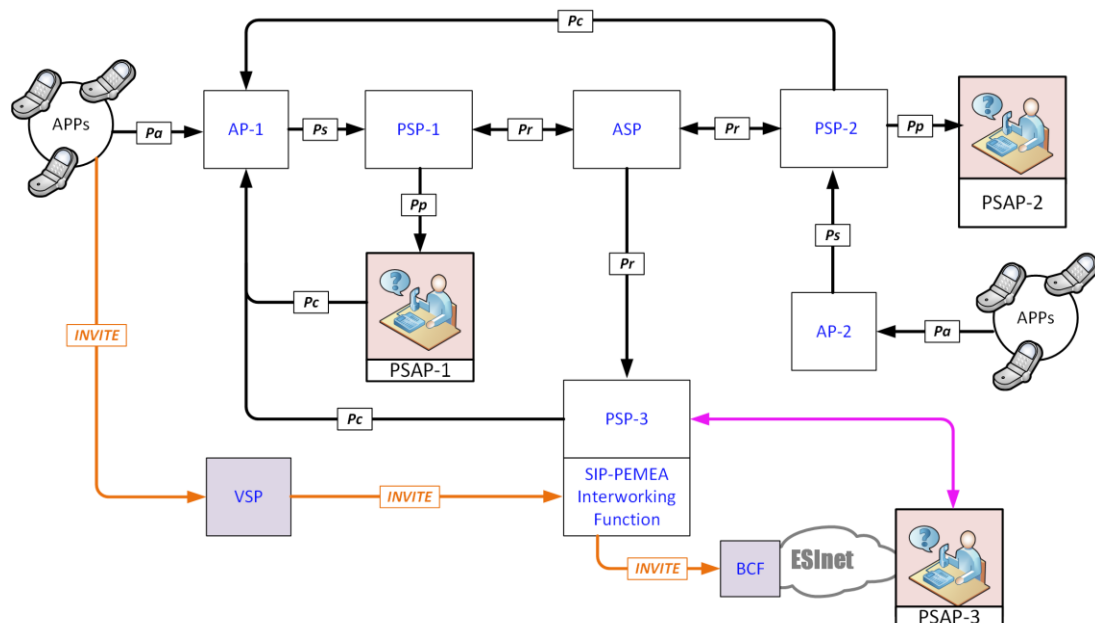 Pc
APPs
Pa
AP-1
Ps
PSP-1
Pr
ASP
Pr
PSP-2
Pp
?
PSAP-2
Pp
Ps
Pr
?
Pc
PSAP-1
INVITE
AP-2
Pa
APPs
Pc
PSP-3
SIP-PEMEA
Interworking
Function
VSP
INVITE
INVITE
BCF
ESInet
?
PSAP-3